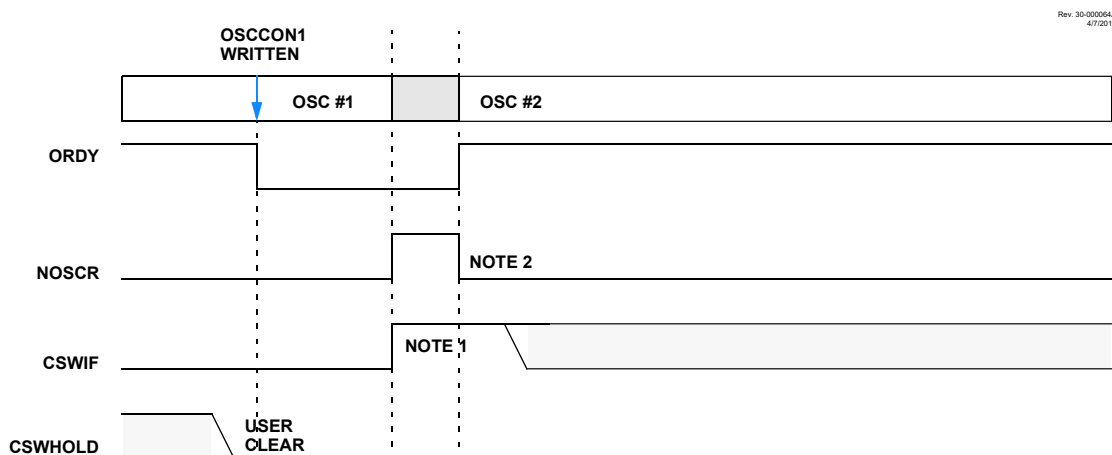 Rev. 30-000064
4/7/201
OSCCON1
WRITTEN
OSC #1
OSC #2
ORDY
NOSCR
NOTE 2
CSWIF
NOTE 1
CSWHOLD
USER
CLEAR